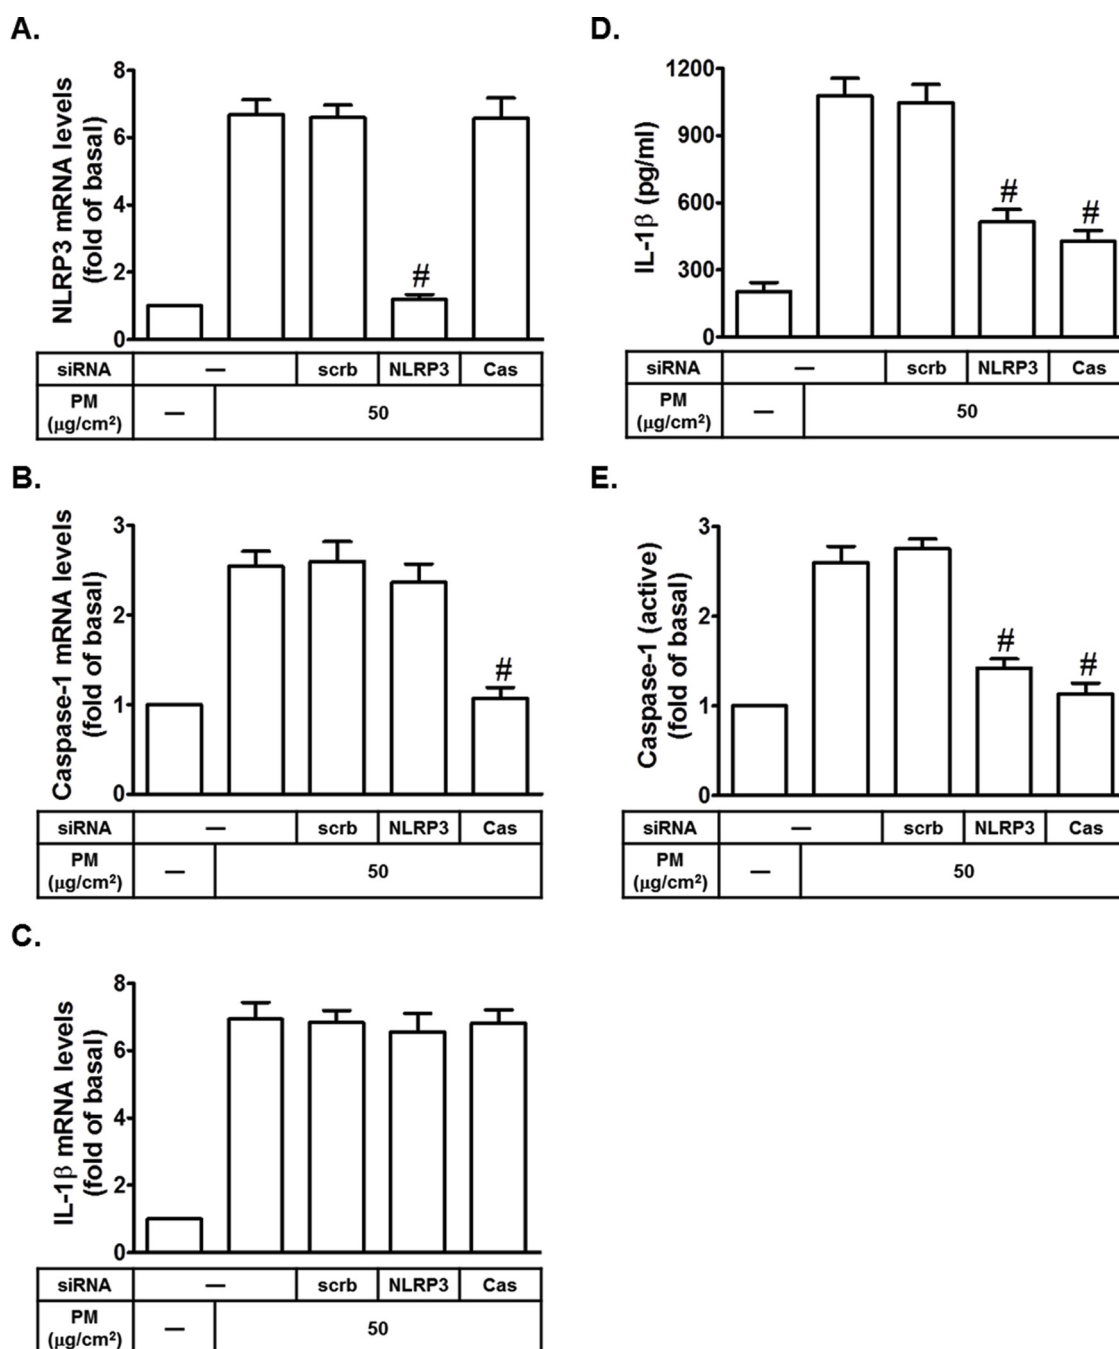 A.
NLRP3 mRNA levels
(fold of basal)
8
6
4
2
0
#
siRNA — scrb NLRP3 Cas
PM
(μg/cm²) — 50
D.
IL-1β (pg/ml)
1200
900
600
300
0
# #
siRNA — scrb NLRP3 Cas
PM
(μg/cm²) — 50
B.
Caspase-1 mRNA levels
(fold of basal)
3
2
1
0
#
siRNA — scrb NLRP3 Cas
PM
(μg/cm²) — 50
E.
Caspase-1 (active)
(fold of basal)
3
2
1
0
# #
siRNA — scrb NLRP3 Cas
PM
(μg/cm²) — 50
C.
IL-1β mRNA levels
(fold of basal)
8
6
4
2
0
siRNA — scrb NLRP3 Cas
PM
(μg/cm²) — 50